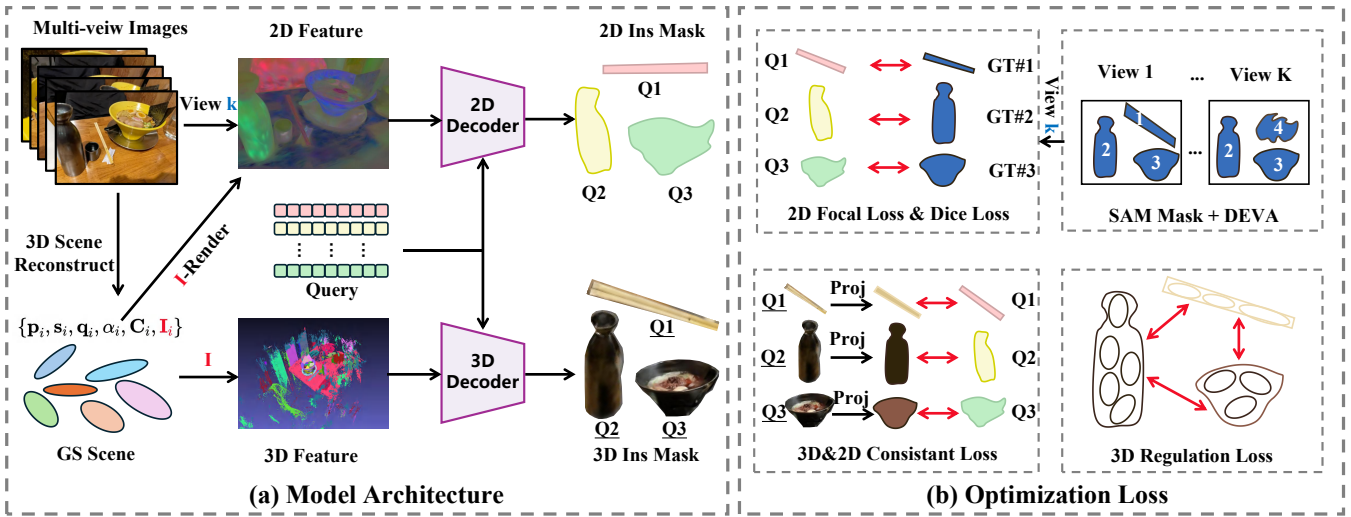 Multi-veiw Images
2D Feature
2D Ins Mask
View k
2D
Decoder
Q1
Q2
Q3
3D Scene
Reconstruct
I-Render
Query
{p_i, s_i, q_i, α_i, C_i, I_i}
I
3D
Decoder
Q1
Q2
Q3
GS Scene
3D Feature
3D Ins Mask
(a) Model Architecture
Q1
GT#1
Q2
GT#2
Q3
GT#3
2D Focal Loss & Dice Loss
View k
View 1
...
View K
1
2
3
...
4
2
3
SAM Mask + DEVA
Q1
Proj
Q1
Q2
Proj
Q2
Q3
Proj
Q3
3D&2D Consistant Loss
3D Regulation Loss
(b) Optimization Loss